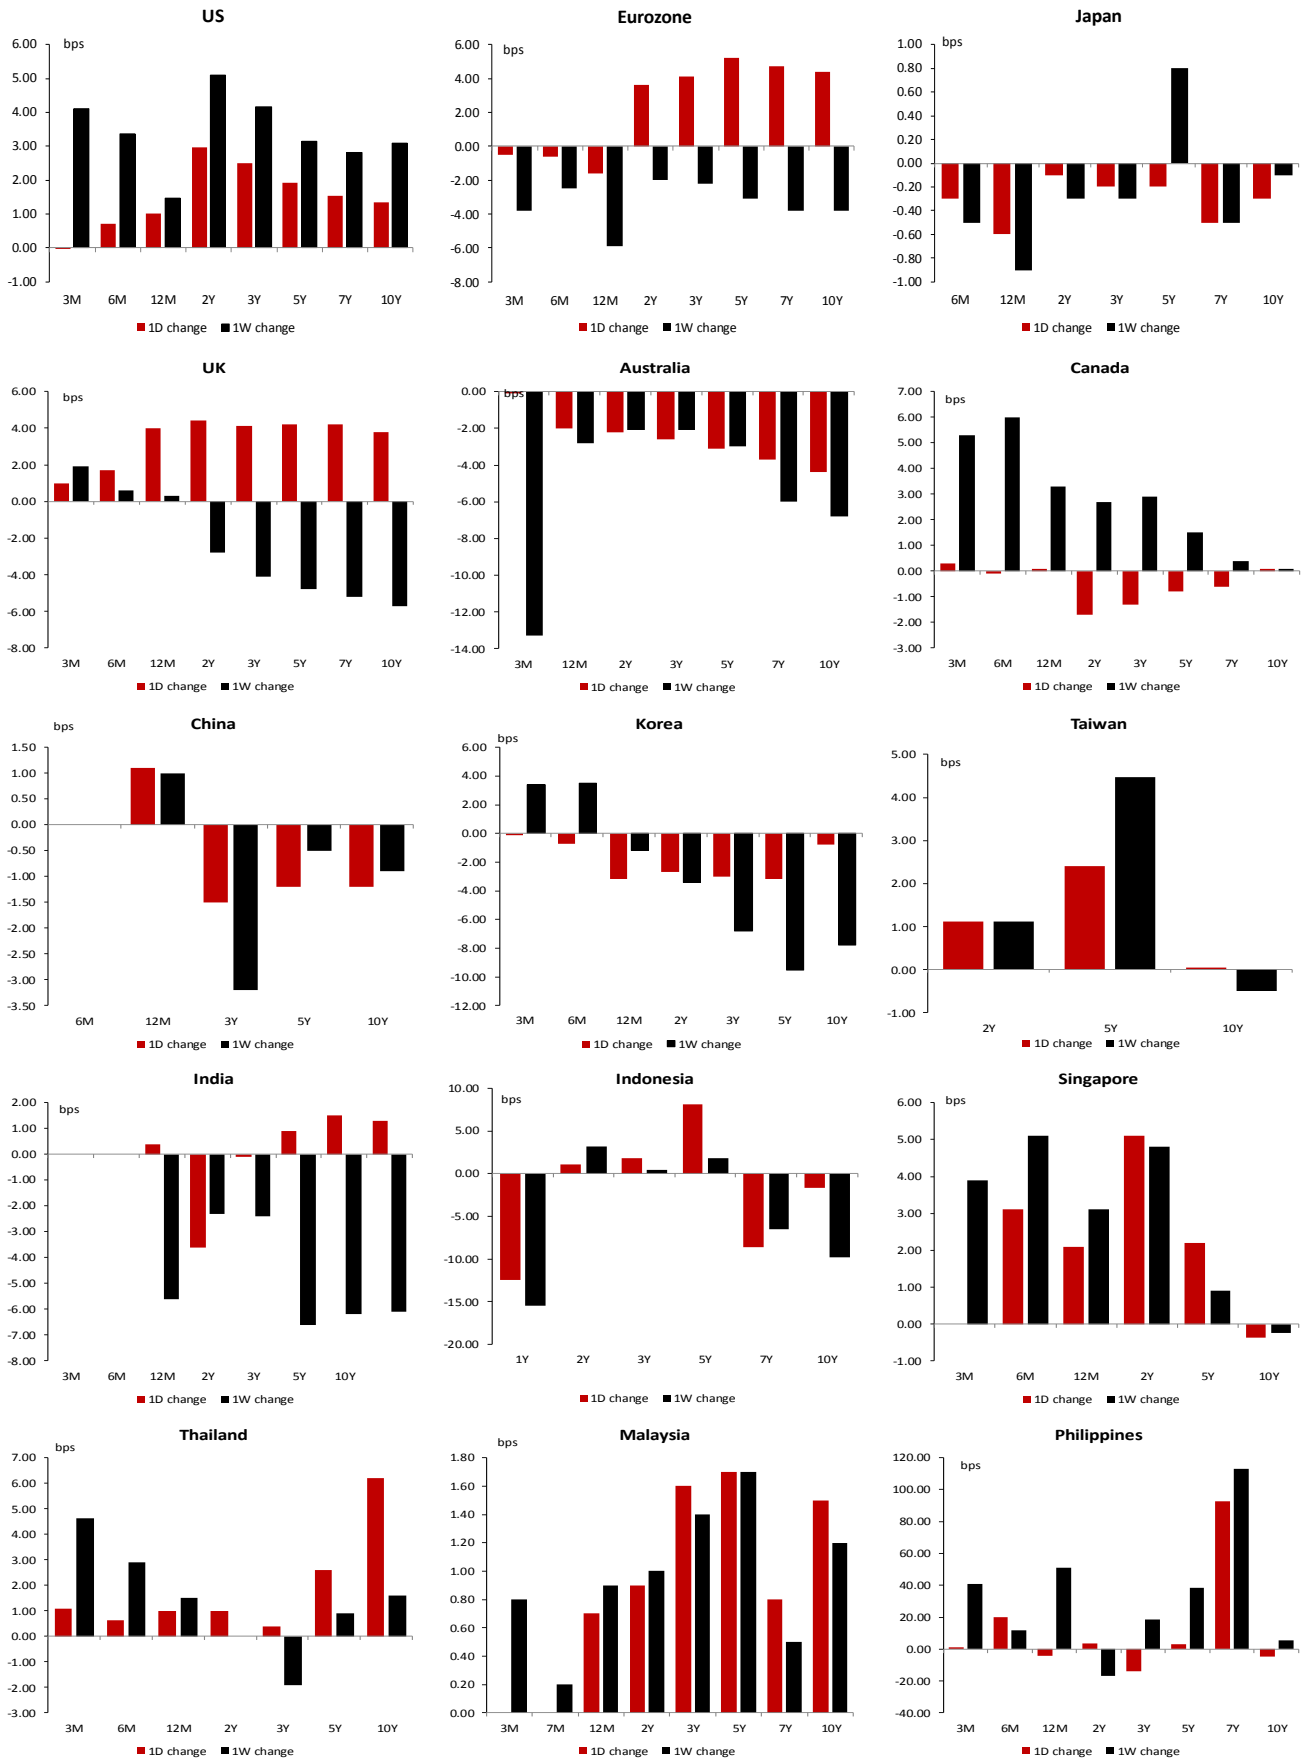 US
bps
6.00
5.00
4.00
3.00
2.00
1.00
0.00
-1.00
3M 6M 12M 2Y 3Y 5Y 7Y 10Y
1D change 1W change
Eurozone
bps
6.00
4.00
2.00
0.00
-2.00
-4.00
-6.00
-8.00
3M 6M 12M 2Y 3Y 5Y 7Y 10Y
1D change 1W change
Japan
bps
1.00
0.80
0.60
0.40
0.20
0.00
-0.20
-0.40
-0.60
-0.80
-1.00
6M 12M 2Y 3Y 5Y 7Y 10Y
1D change 1W change
UK
bps
6.00
4.00
2.00
0.00
-2.00
-4.00
-6.00
-8.00
3M 6M 12M 2Y 3Y 5Y 7Y 10Y
1D change 1W change
Australia
bps
0.00
-2.00
-4.00
-6.00
-8.00
-10.00
-12.00
-14.00
3M 12M 2Y 3Y 5Y 7Y 10Y
1D change 1W change
Canada
bps
7.00
6.00
5.00
4.00
3.00
2.00
1.00
0.00
-1.00
-2.00
-3.00
3M 6M 12M 2Y 3Y 5Y 7Y 10Y
1D change 1W change
China
bps
1.50
1.00
0.50
0.00
-0.50
-1.00
-1.50
-2.00
-2.50
-3.00
-3.50
6M 12M 3Y 5Y 10Y
1D change 1W change
Korea
bps
6.00
4.00
2.00
0.00
-2.00
-4.00
-6.00
-8.00
-10.00
-12.00
3M 6M 12M 2Y 3Y 5Y 10Y
1D change 1W change
Taiwan
bps
5.00
4.00
3.00
2.00
1.00
0.00
-1.00
2Y 5Y 10Y
1D change 1W change
India
bps
2.00
1.00
0.00
-1.00
-2.00
-3.00
-4.00
-5.00
-6.00
-7.00
-8.00
3M 6M 12M 2Y 3Y 5Y 10Y
1D change 1W change
Indonesia
bps
10.00
5.00
0.00
-5.00
-10.00
-15.00
-20.00
1Y 2Y 3Y 5Y 7Y 10Y
1D change 1W change
Singapore
bps
6.00
5.00
4.00
3.00
2.00
1.00
0.00
-1.00
3M 6M 12M 2Y 5Y 10Y
1D change 1W change
Thailand
bps
7.00
6.00
5.00
4.00
3.00
2.00
1.00
0.00
-1.00
-2.00
-3.00
3M 6M 12M 2Y 3Y 5Y 10Y
1D change 1W change
Malaysia
bps
1.80
1.60
1.40
1.20
1.00
0.80
0.60
0.40
0.20
0.00
3M 7M 12M 2Y 3Y 5Y 7Y 10Y
1D change 1W change
Philippines
bps
120.00
100.00
80.00
60.00
40.00
20.00
0.00
-20.00
-40.00
3M 6M 12M 2Y 3Y 5Y 7Y 10Y
1D change 1W change